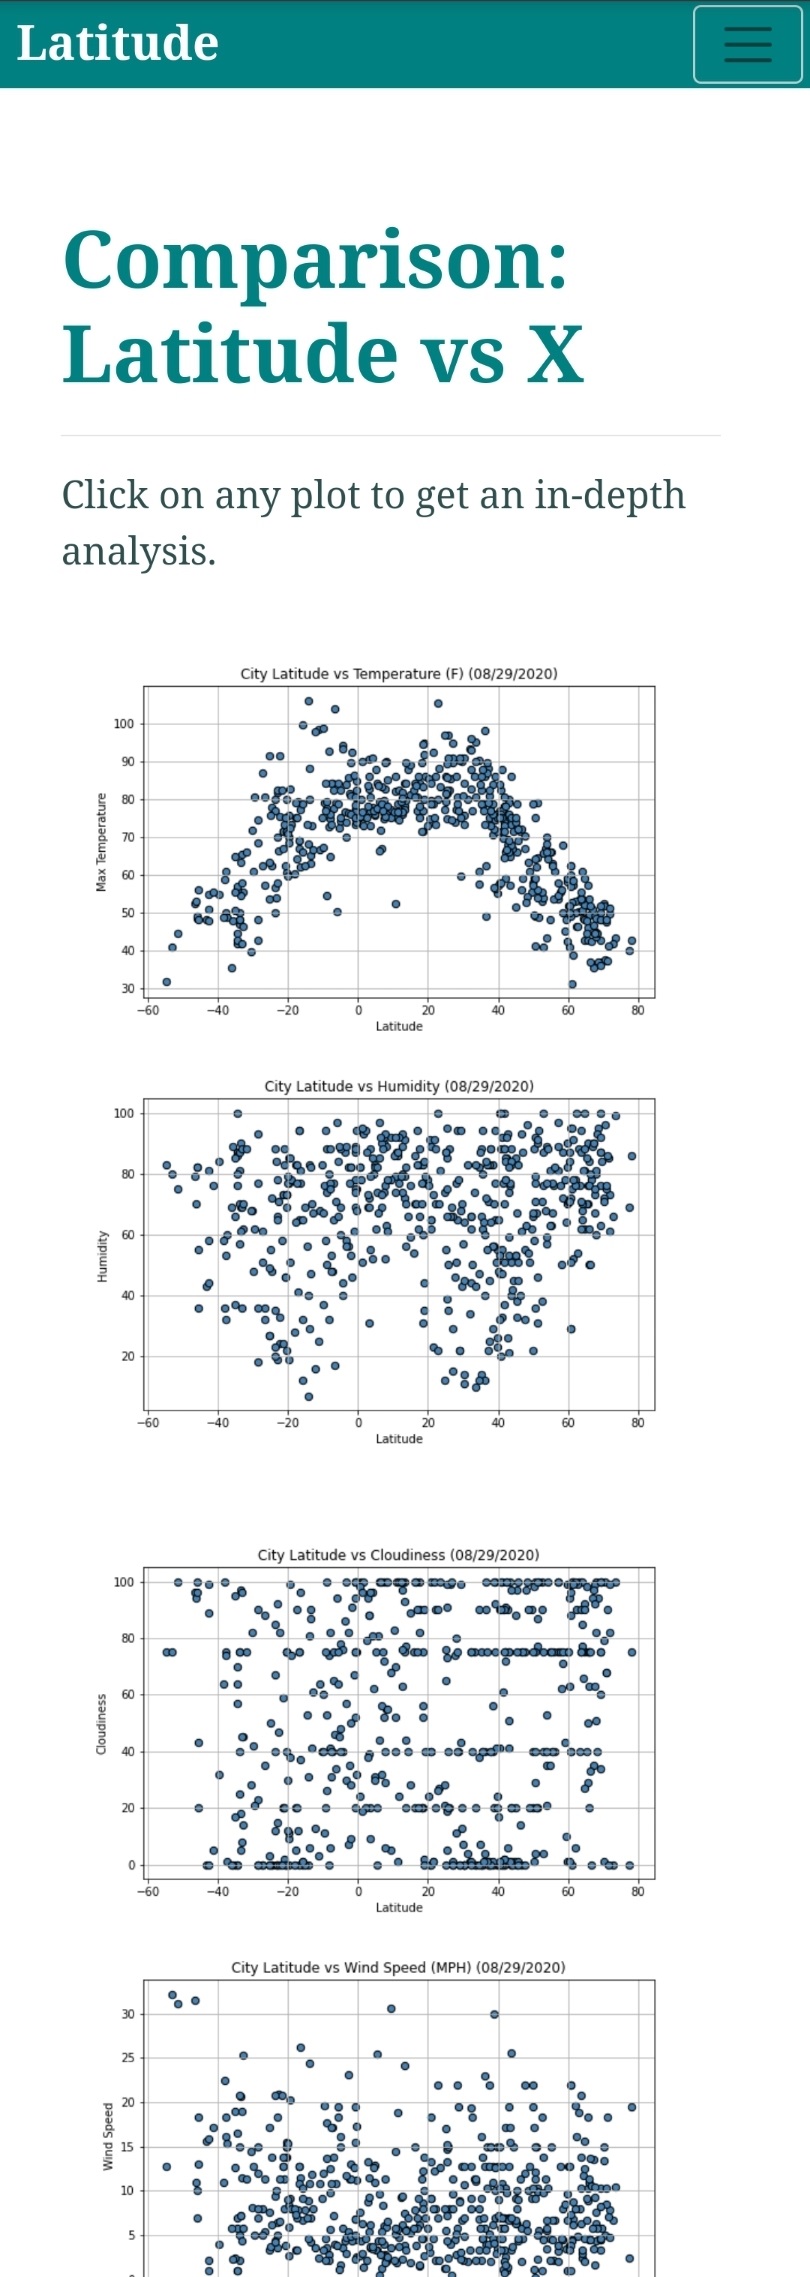 Latitude
Comparison:
Latitude vs X
Click on any plot to get an in-depth
analysis.
City Latitude vs Temperature (F) (08/29/2020)
100
90
80
70
60
50
40
30
Max Temperature
−60 −40 −20 0 20 40 60 80
Latitude
City Latitude vs Humidity (08/29/2020)
100
80
60
40
20
Humidity
−60 −40 −20 0 20 40 60 80
Latitude
City Latitude vs Cloudiness (08/29/2020)
100
80
60
40
20
0
Cloudiness
−60 −40 −20 0 20 40 60 80
Latitude
City Latitude vs Wind Speed (MPH) (08/29/2020)
30
25
20
15
10
5
Wind Speed